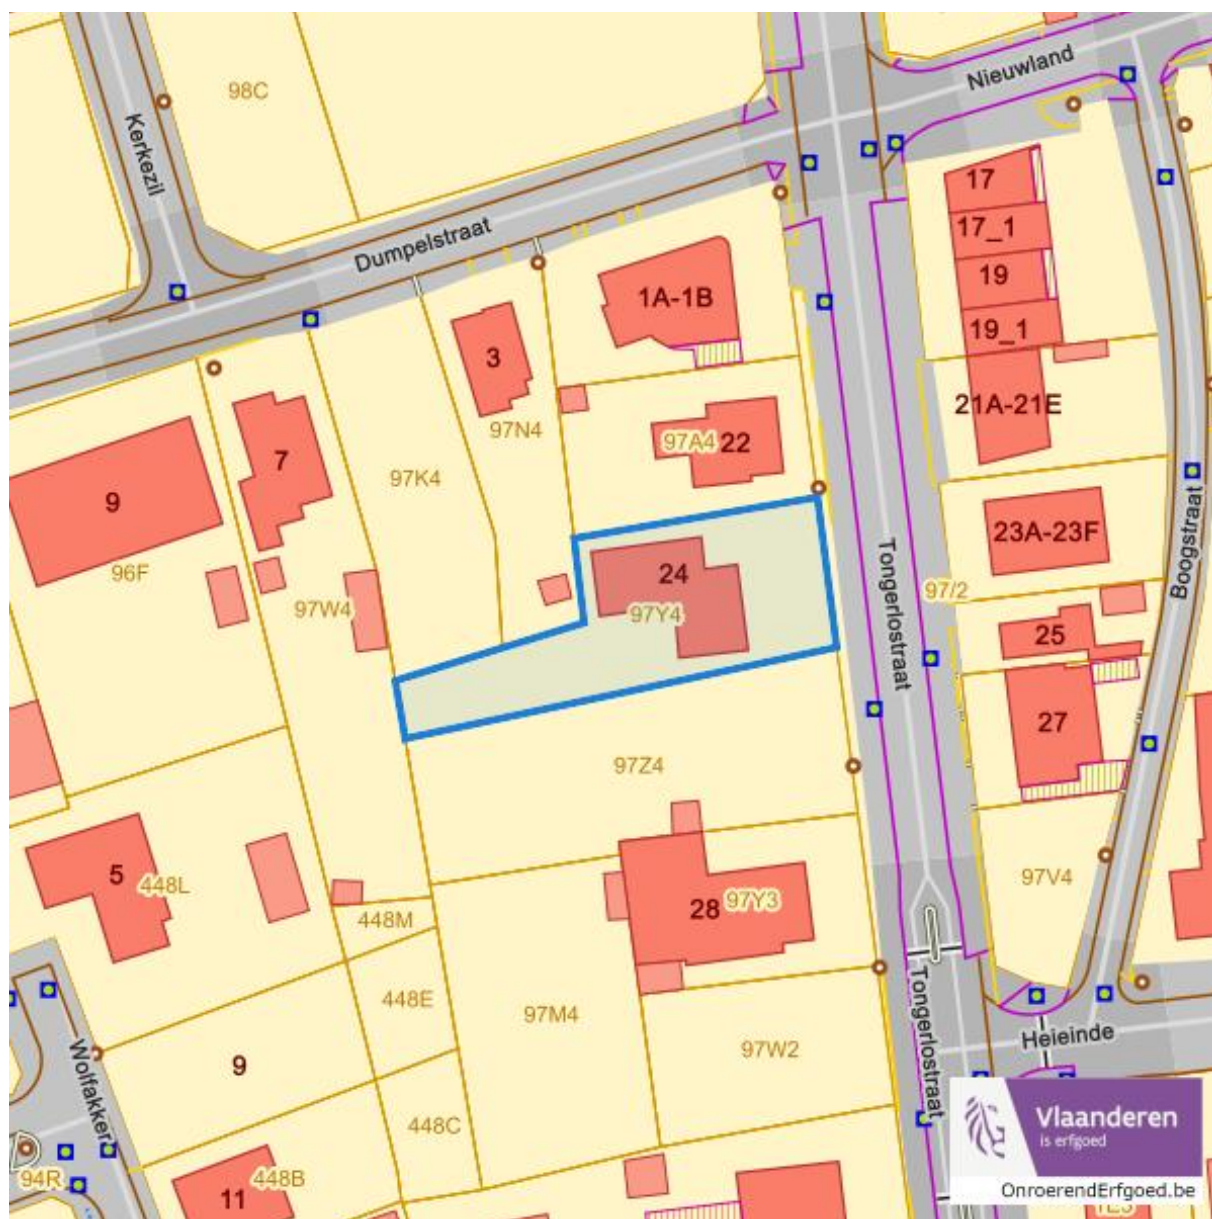 98C
Nieuwland
Kerkezil
Dumpelstraat
17
17_1
19
19_1
1A-1B
3
21A-21E
97N4
97A4
22
7
97K4
9
96F
23A-23F
Tongerlostraat
24
97/2
Boogstraat
97W4
97Y4
25
27
97Z4
5
448L
97V4
28
97Y3
448M
448E
97M4
Tongerlostraat
Heieinde
97W2
Wolfakker
9
448C
94R
448B
11
Vlaanderen
is erfgoed
OnroerendErfgoed.be